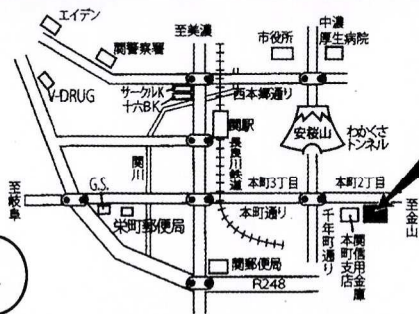 エイデン
関警察署
至美濃
市役所
中濃
厚生病院
V-DRUG
サークルK
十六BK
西本郷通り
関駅
長良川鉄道
安桜山
わかくさ
トンネル
関川
至岐阜
G.S.
栄町郵便局
本町3丁目
本町2丁目
本町通り
千年町通り
関信用金庫
本町支店
至金山
関郵便局
R248